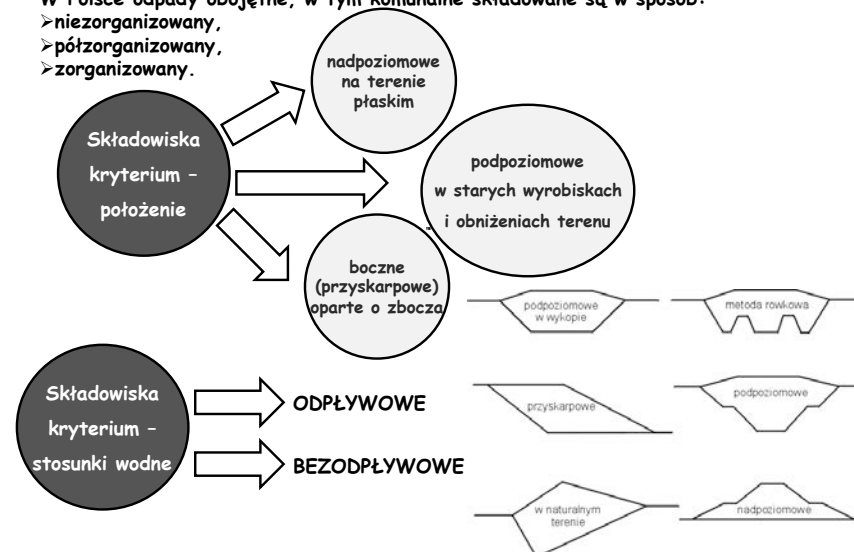 W Polsce odpady obojętne, w tym komunalne składowane są w sposób:
➢niezorganizowany,
➢półzorganizowany,
➢zorganizowany.
Składowiska
kryterium –
położenie
nadpoziomowe
na terenie
płaskim
podpoziomowe
w starych wyrobiskach
i obniżeniach terenu
boczne
(przyskarpowe)
oparte o zbocza
Składowiska
kryterium –
stosunki wodne
ODPŁYWOWE
BEZODPŁYWOWE
podpoziomowe
w wykopie
metoda rowkowa
przyskarpowe
podpoziomowe
w naturalnym
terenie
nadpoziomowe